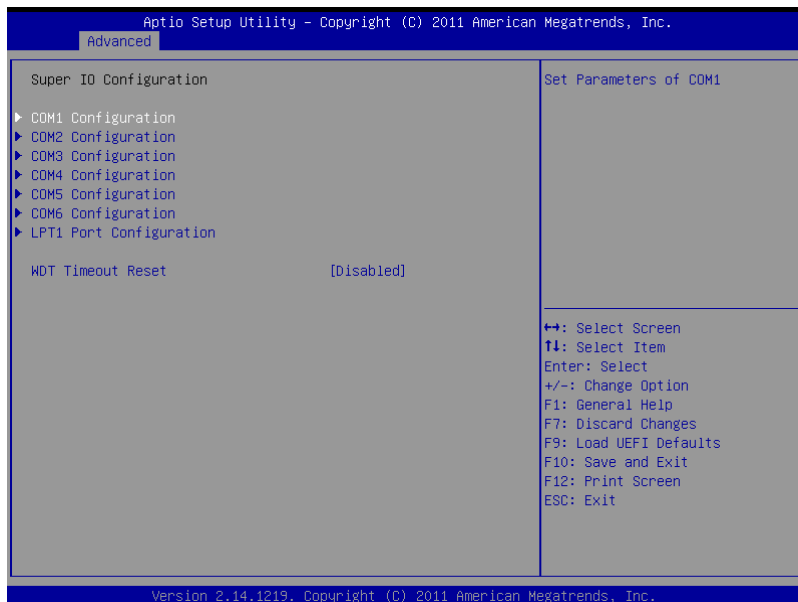 Aptio Setup Utility – Copyright (C) 2011 American Megatrends, Inc.
Advanced
Super IO Configuration
COM1 Configuration
COM2 Configuration
COM3 Configuration
COM4 Configuration
COM5 Configuration
COM6 Configuration
LPT1 Port Configuration
WDT Timeout Reset [Disabled]
Set Parameters of COM1
↔: Select Screen
↑↓: Select Item
Enter: Select
+/-: Change Option
F1: General Help
F7: Discard Changes
F9: Load UEFI Defaults
F10: Save and Exit
F12: Print Screen
ESC: Exit
Version 2.14.1219. Copyright (C) 2011 American Megatrends, Inc.